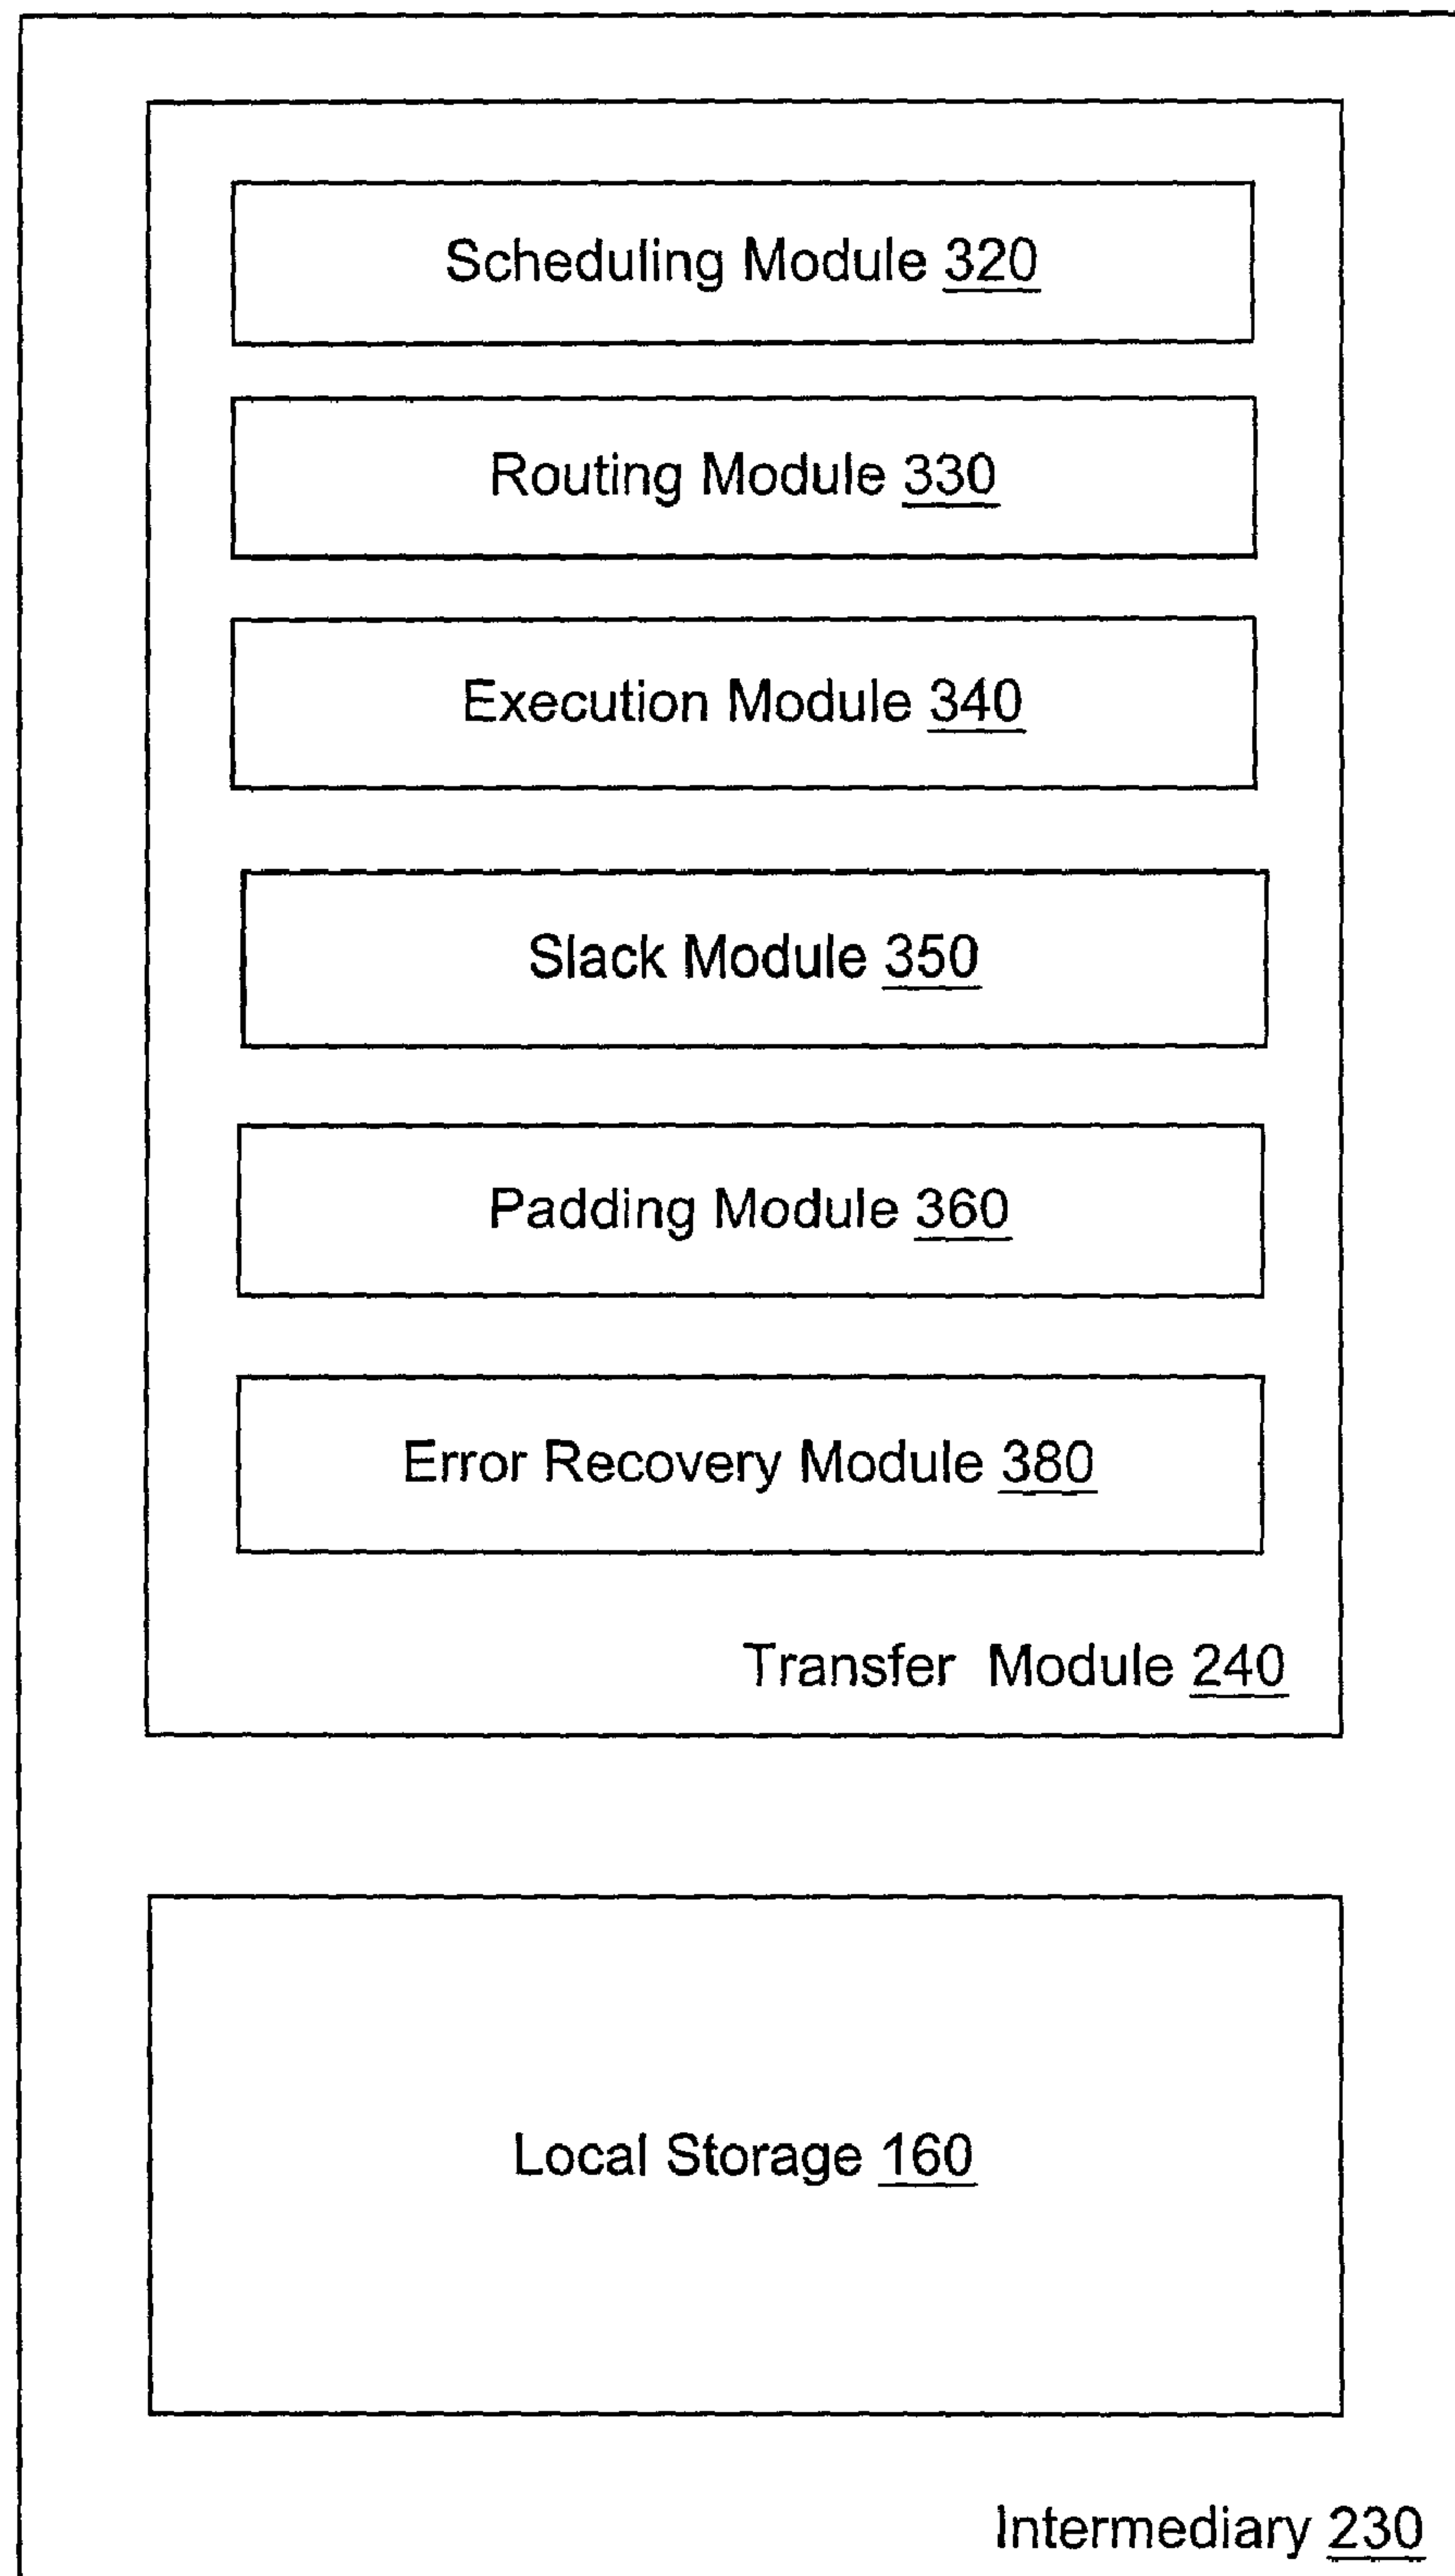 Scheduling Module 320
Routing Module 330
Execution Module 340
Slack Module 350
Padding Module 360
Error Recovery Module 380
Transfer Module 240
Local Storage 160
Intermediary 230